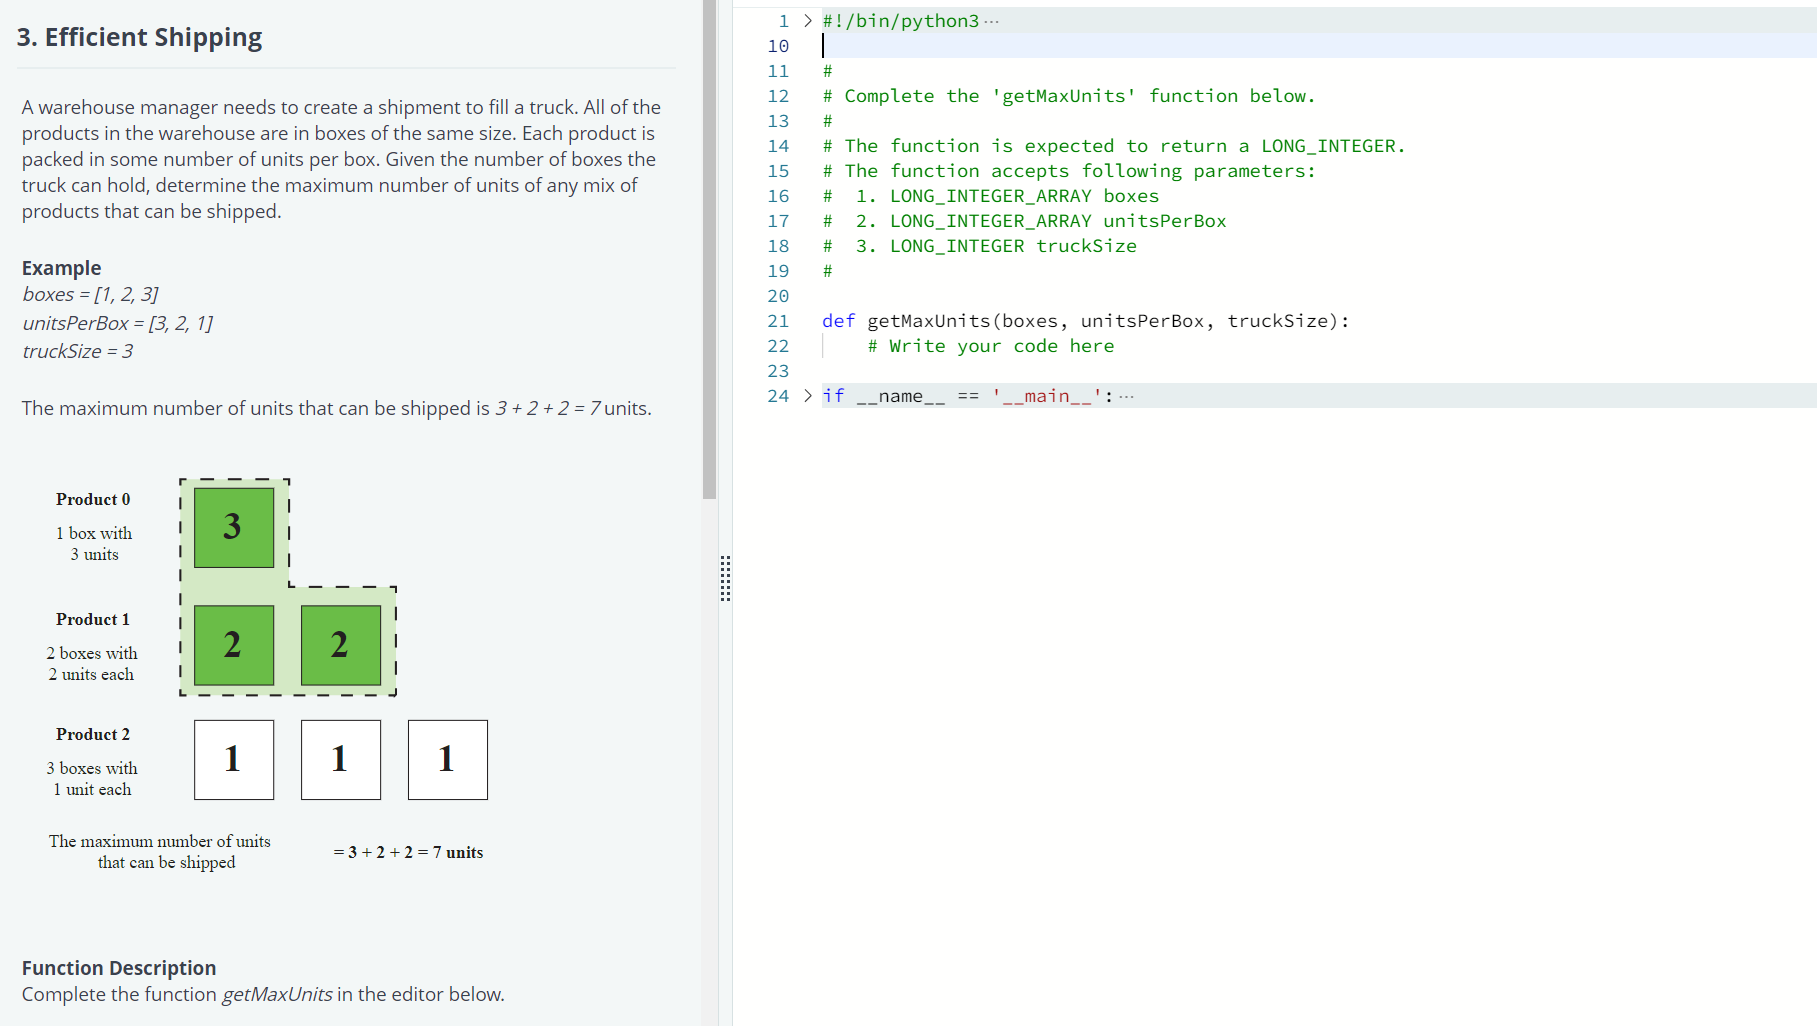 3. Efficient Shipping
A warehouse manager needs to create a shipment to fill a truck. All of the
products in the warehouse are in boxes of the same size. Each product is
packed in some number of units per box. Given the number of boxes the
truck can hold, determine the maximum number of units of any mix of
products that can be shipped.
Example
boxes = [1, 2, 3]
unitsPerBox = [3, 2, 1]
truckSize = 3
The maximum number of units that can be shipped is 3 + 2 + 2 = 7 units.
Product 0
1 box with
3 units
3
Product 1
2 boxes with
2 units each
2 2
Product 2
3 boxes with
1 unit each
1 1 1
The maximum number of units
that can be shipped
= 3 + 2 + 2 = 7 units
Function Description
Complete the function getMaxUnits in the editor below.
1 > #!/bin/python3 ···
10
11 #
12 # Complete the 'getMaxUnits' function below.
13 #
14 # The function is expected to return a LONG_INTEGER.
15 # The function accepts following parameters:
16 #  1. LONG_INTEGER_ARRAY boxes
17 #  2. LONG_INTEGER_ARRAY unitsPerBox
18 #  3. LONG_INTEGER truckSize
19 #
20
21 def getMaxUnits(boxes, unitsPerBox, truckSize):
22     # Write your code here
23
24 > if __name__ == '__main__': ···